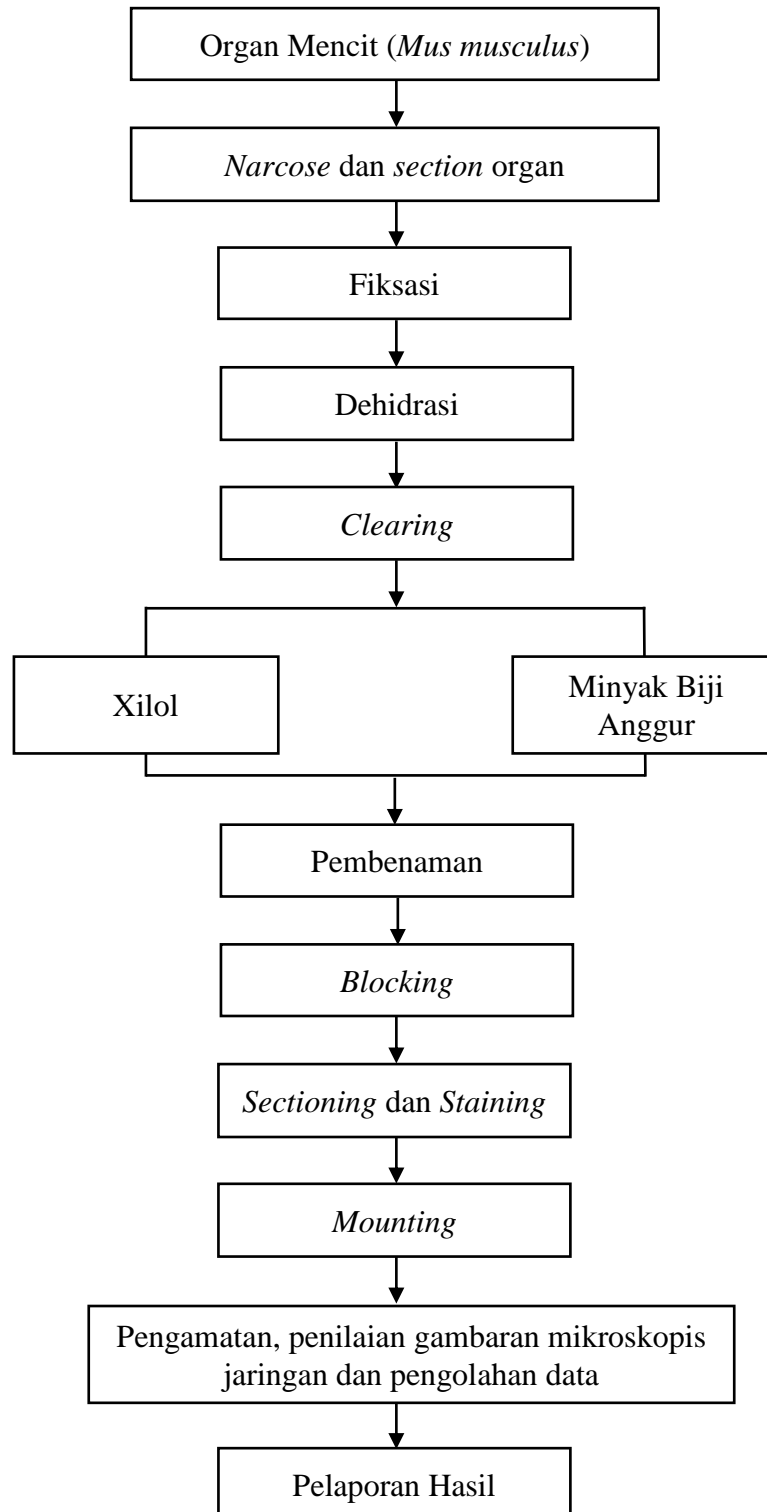 Organ Mencit (Mus musculus)
Narcose dan section organ
Fiksasi
Dehidrasi
Clearing
Xilol
Minyak Biji
Anggur
Pembenaman
Blocking
Sectioning dan Staining
Mounting
Pengamatan, penilaian gambaran mikroskopis
jaringan dan pengolahan data
Pelaporan Hasil